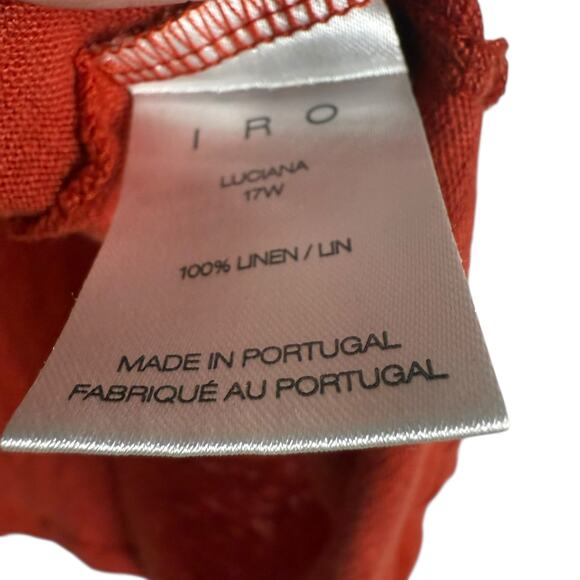 IRO
LUCIANA
17W
100% LINEN / LIN
MADE IN PORTUGAL
FABRIQUÉ AU PORTUGAL